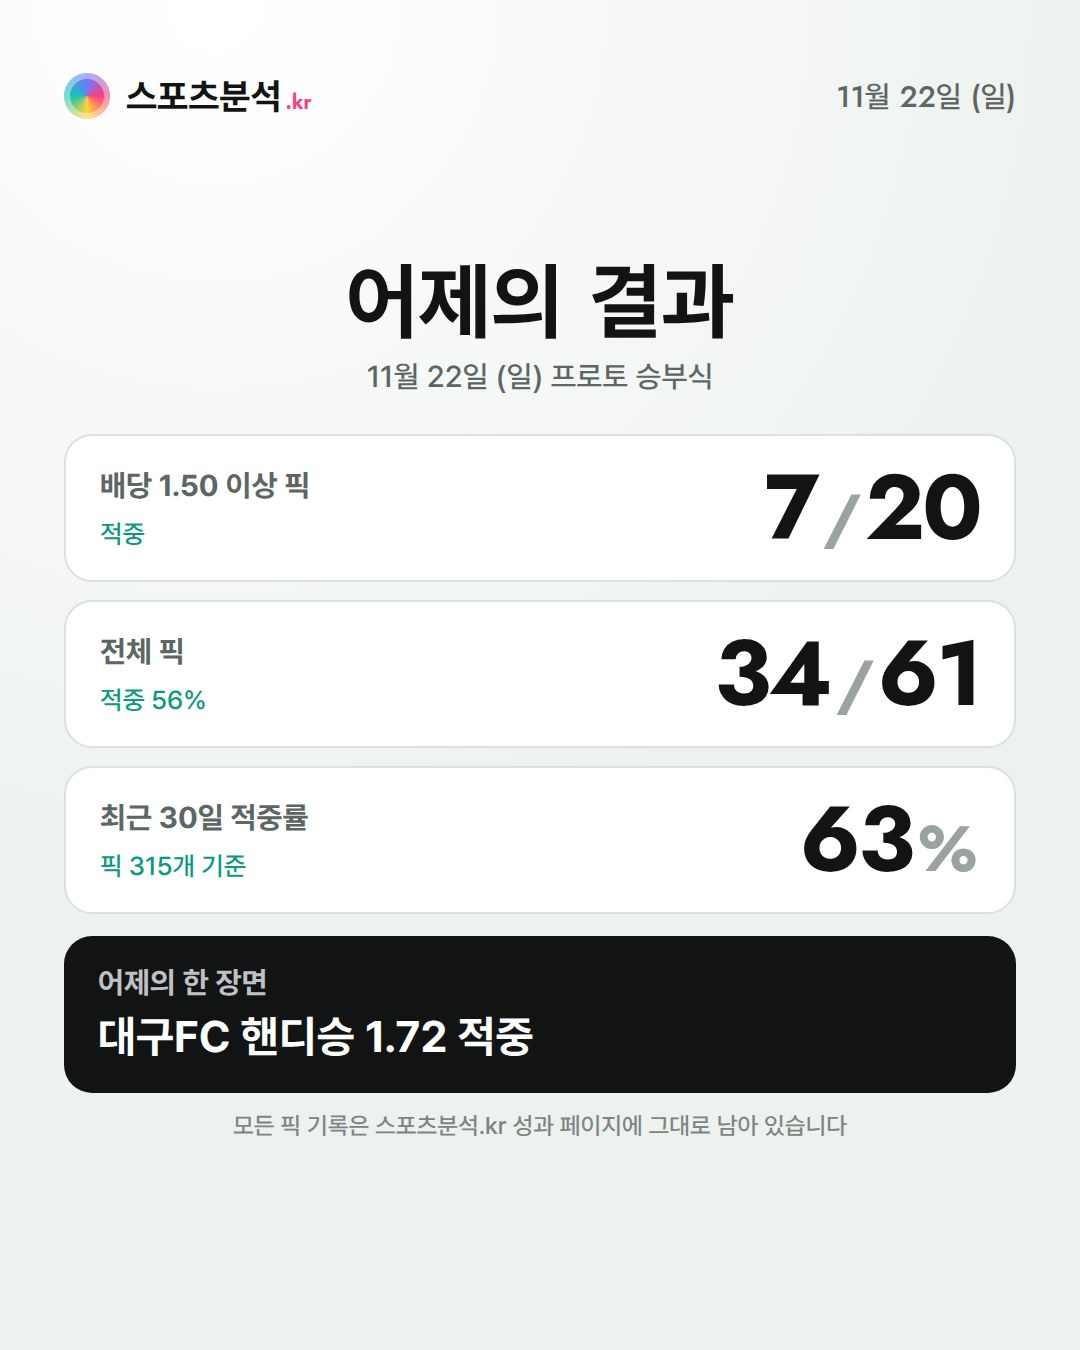 스포츠분석.kr
11월 22일 (일)
어제의 결과
11월 22일 (일) 프로토 승부식
배당 1.50 이상 픽
적중
7/20
전체 픽
적중 56%
34/61
최근 30일 적중률
픽 315개 기준
63%
어제의 한 장면
대구FC 핸디승 1.72 적중
모든 픽 기록은 스포츠분석.kr 성과 페이지에 그대로 남아 있습니다